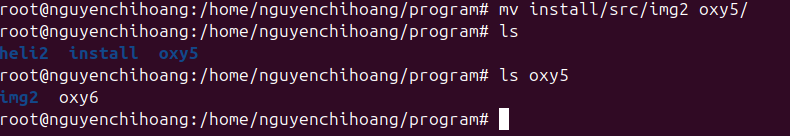 root@nguyenchihoang:/home/nguyenchihoang/program# mv install/src/img2 oxy5/
root@nguyenchihoang:/home/nguyenchihoang/program# ls
heli2  install  oxy5
root@nguyenchihoang:/home/nguyenchihoang/program# ls oxy5
img2  oxy6
root@nguyenchihoang:/home/nguyenchihoang/program#